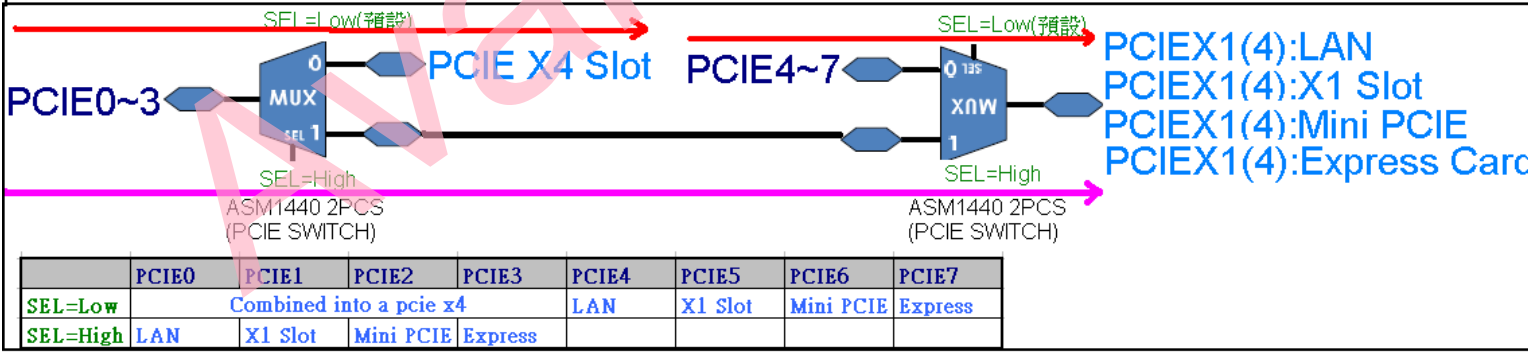 SEL=Low(預設)
SEL=Low(預設)
0
PCIE X4 Slot
PCIE4~7
0 SEL
PCIEX1(4):LAN
PCIE0~3
MUX
MUX
PCIEX1(4):X1 Slot
SEL 1
1
PCIEX1(4):Mini PCIE
SEL=High
SEL=High
PCIEX1(4):Express Card
ASM1440 2PCS
(PCIE SWITCH)
ASM1440 2PCS
(PCIE SWITCH)
PCIE0 PCIE1 PCIE2 PCIE3 PCIE4 PCIE5 PCIE6 PCIE7
SEL=Low Combined into a pcie x4 LAN X1 Slot Mini PCIE Express
SEL=High LAN X1 Slot Mini PCIE Express